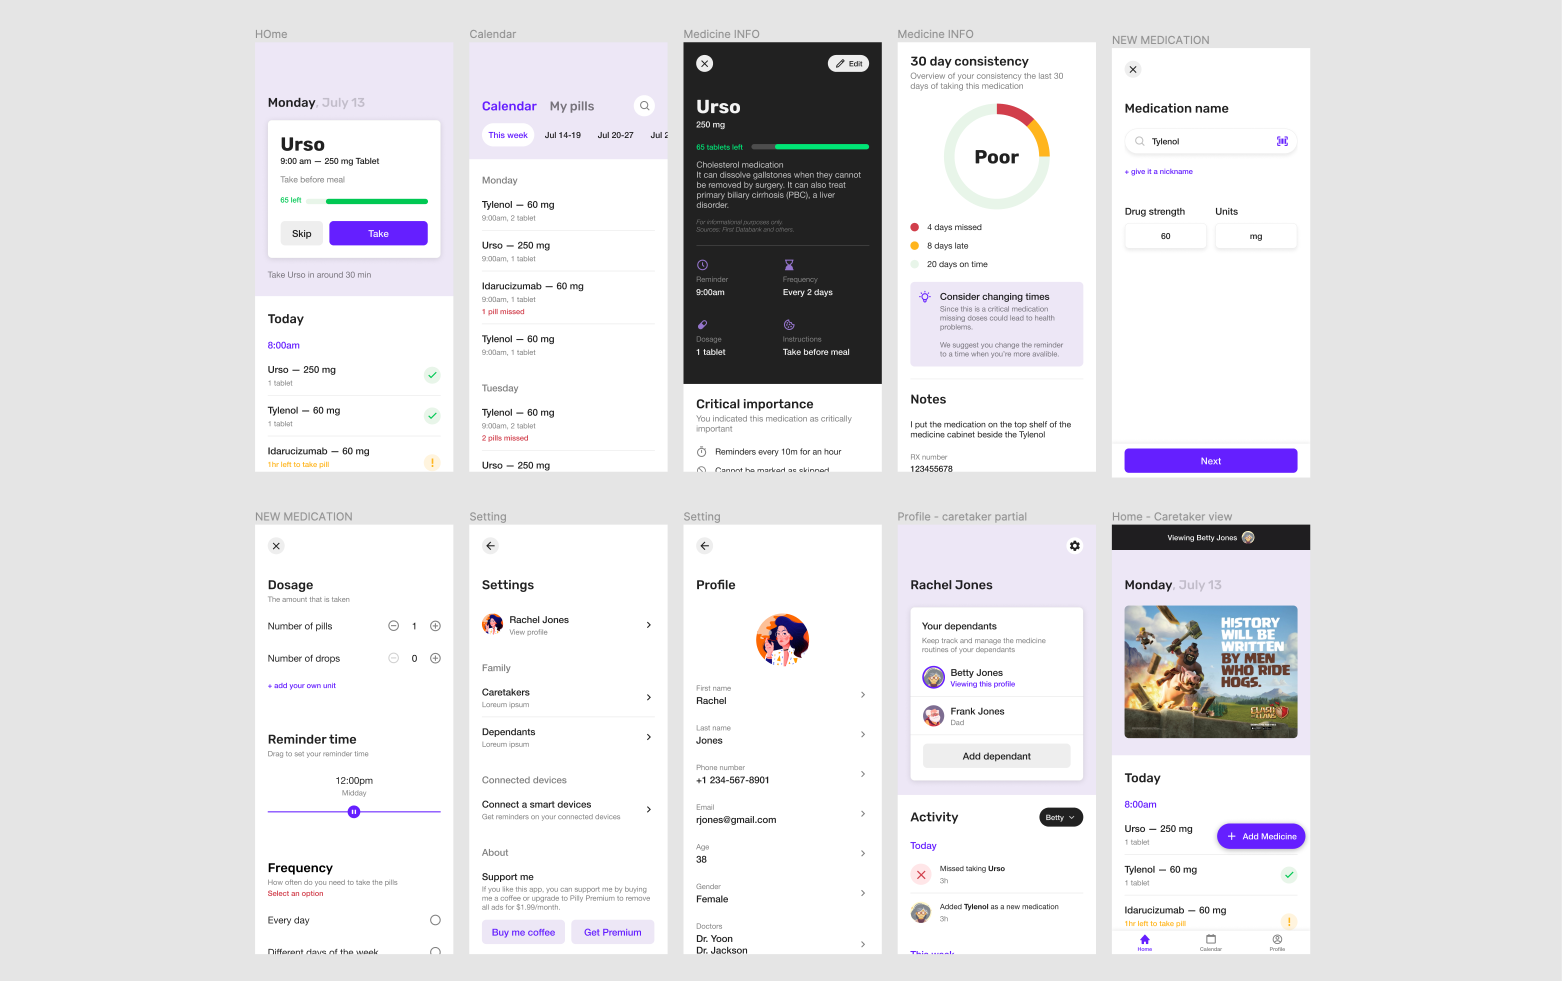 HOme
Monday, July 13
Urso
9:00 am — 250 mg Tablet
Take before meal
65 left
Skip
Take
Take Urso in around 30 min
Today
8:00am
Urso — 250 mg
1 tablet
Tylenol — 60 mg
1 tablet
Idarucizumab — 60 mg
1hr left to take pill
Calendar
Calendar
My pills
This week
Jul 14-19
Jul 20-27
Jul 2
Monday
Tylenol — 60 mg
9:00am, 2 tablet
Urso — 250 mg
9:00am, 1 tablet
Idarucizumab — 60 mg
9:00am, 1 tablet
1 pill missed
Tylenol — 60 mg
9:00am, 1 tablet
Tuesday
Tylenol — 60 mg
9:00am, 2 tablet
2 pills missed
Urso — 250 mg
Medicine INFO
Edit
Urso
250 mg
65 tablets left
Cholesterol medication
It can dissolve gallstones when they cannot
be removed by surgery. It can also treat
primary biliary cirrhosis (PBC), a liver
disorder.
For informational purposes only.
Sources: First Databank and others.
Reminder
9:00am
Frequency
Every 2 days
Dosage
1 tablet
Instructions
Take before meal
Critical importance
You indicated this medication as critically
important
Reminders every 10m for an hour
Cannot be marked as skipped
Medicine INFO
30 day consistency
Overview of your consistency the last 30
days of taking this medication
Poor
4 days missed
8 days late
20 days on time
Consider changing times
Since this is a critical medication
missing doses could lead to health
problems.
We suggest you change the reminder
to a time when you're more avalible.
Notes
I put the medication on the top shelf of the
medicine cabinet beside the Tylenol
RX number
123455678
NEW MEDICATION
Medication name
Tylenol
+ give it a nickname
Drug strength
Units
60
mg
Next
NEW MEDICATION
Dosage
The amount that is taken
Number of pills
1
Number of drops
0
+ add your own unit
Reminder time
Drag to set your reminder time
12:00pm
Midday
Frequency
How often do you need to take the pills
Select an option
Every day
Different days of the week
Setting
Settings
Rachel Jones
View profile
Family
Caretakers
Loreum ipsum
Dependants
Loreum ipsum
Connected devices
Connect a smart devices
Get reminders on your connected devices
About
Support me
If you like this app, you can support me by buying
me a coffee or upgrade to Pilly Premium to remove
all ads for $1.99/month.
Buy me coffee
Get Premium
Setting
Profile
First name
Rachel
Last name
Jones
Phone number
+1 234-567-8901
Email
rjones@gmail.com
Age
38
Gender
Female
Doctors
Dr. Yoon
Dr. Jackson
Profile - caretaker partial
Rachel Jones
Your dependants
Keep track and manage the medicine
routines of your dependants
Betty Jones
Viewing this profile
Frank Jones
Dad
Add dependant
Activity
Betty
Today
Missed taking Urso
3h
Added Tylenol as a new medication
3h
This week
Home - Caretaker view
Viewing Betty Jones
Monday, July 13
HISTORY
WILL BE
WRITTEN
BY MEN
WHO RIDE
HOGS.
CLASH OF CLANS
Today
8:00am
Urso — 250 mg
1 tablet
+ Add Medicine
Tylenol — 60 mg
1 tablet
Idarucizumab — 60 mg
1hr left to take pill
Home
Calendar
Profile